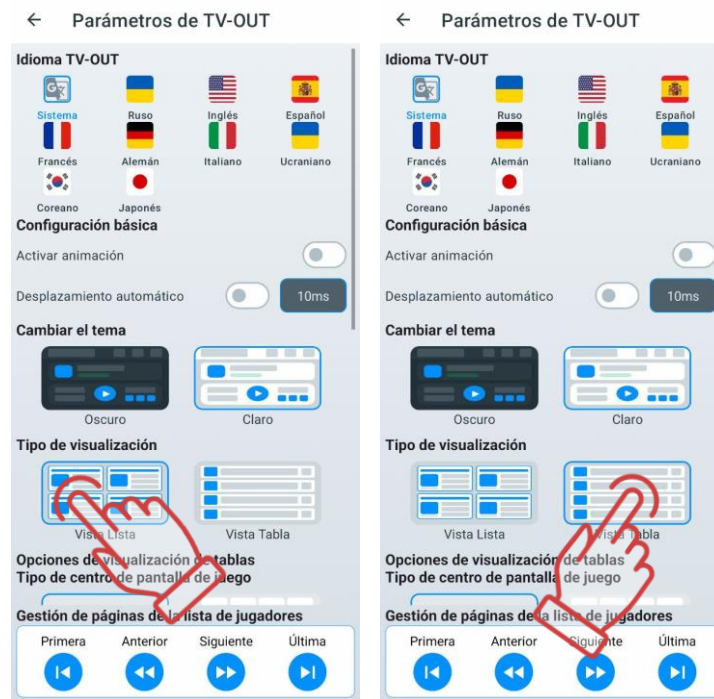 Parámetros de TV-OUT
Idioma TV-OUT
Sistema Ruso Inglés Español
Francés Alemán Italiano Ucraniano
Coreano Japonés
Configuración básica
Activar animación
Desplazamiento automático 10ms
Cambiar el tema
Oscuro Claro
Tipo de visualización
Vista Lista Vista Tabla
Opciones de visualización de tablas
Tipo de centro de pantalla de juego
Gestión de páginas de la lista de jugadores
Primera Anterior Siguiente Última
Parámetros de TV-OUT
Idioma TV-OUT
Sistema Ruso Inglés Español
Francés Alemán Italiano Ucraniano
Coreano Japonés
Configuración básica
Activar animación
Desplazamiento automático 10ms
Cambiar el tema
Oscuro Claro
Tipo de visualización
Vista Lista Vista Tabla
Opciones de visualización de tablas
Tipo de centro de pantalla de juego
Gestión de páginas de la lista de jugadores
Primera Anterior Siguiente Última